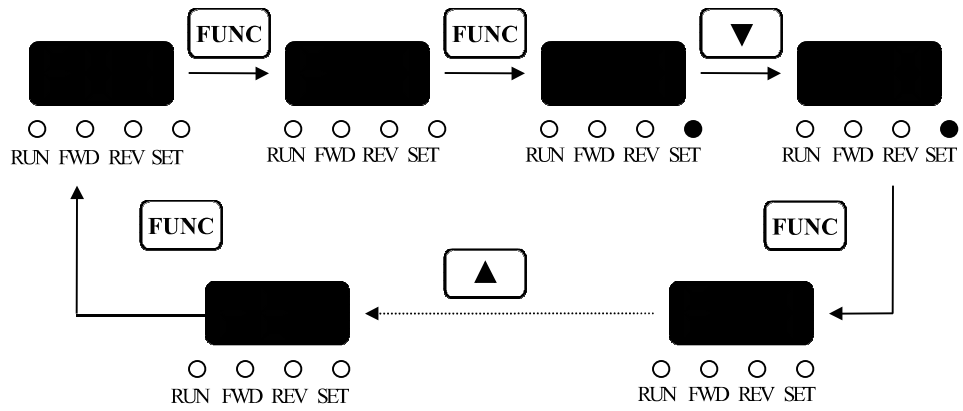 FUNC
FUNC
▼
RUN FWD REV SET
RUN FWD REV SET
RUN FWD REV SET
RUN FWD REV SET
FUNC
FUNC
▲
RUN FWD REV SET
RUN FWD REV SET